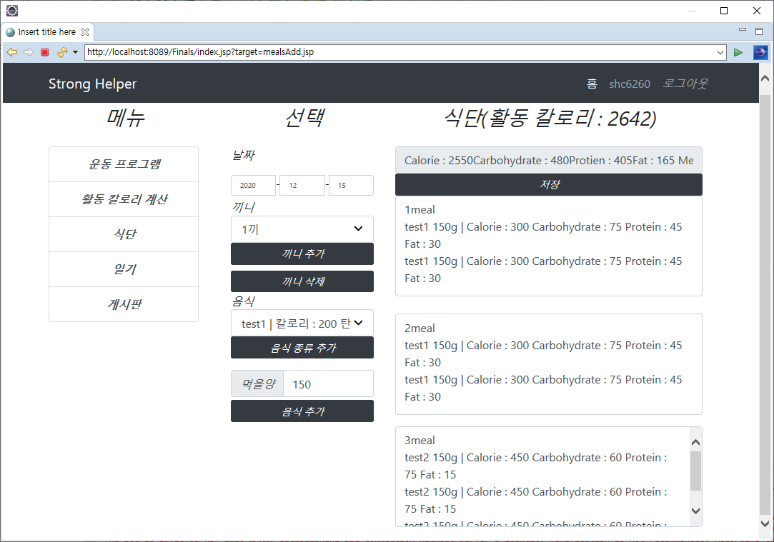 Insert title here
http://localhost:8089/Finals/index.jsp?target=mealsAdd.jsp
Strong Helper
홈 shc6260 로그아웃
메뉴
운동 프로그램
활동 칼로리 계산
식단
일기
게시판
선택
날짜
2020 - 12 - 15
끼니
1끼
끼니 추가
끼니 삭제
음식
test1 | 칼로리 : 200 탄
음식 종류 추가
먹을양 150
음식 추가
식단(활동 칼로리 : 2642)
Calorie : 2550Carbohydrate : 480Protien : 405Fat : 165 Me
저장
1meal
test1 150g | Calorie : 300 Carbohydrate : 75 Protein : 45
Fat : 30
test1 150g | Calorie : 300 Carbohydrate : 75 Protein : 45
Fat : 30
2meal
test1 150g | Calorie : 300 Carbohydrate : 75 Protein : 45
Fat : 30
test1 150g | Calorie : 300 Carbohydrate : 75 Protein : 45
Fat : 30
3meal
test2 150g | Calorie : 450 Carbohydrate : 60 Protein :
75 Fat : 15
test2 150g | Calorie : 450 Carbohydrate : 60 Protein :
75 Fat : 15
test2 150g | Calorie : 450 Carbohydrate : 60 Protein :